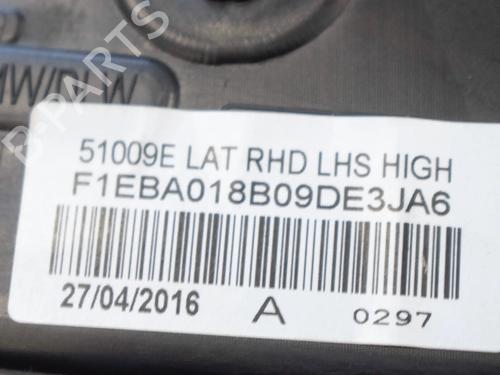 B-PARTS
51009E LAT RHD LHS HIGH
F1EBA018B09DE3JA6
27/04/2016 A 0297